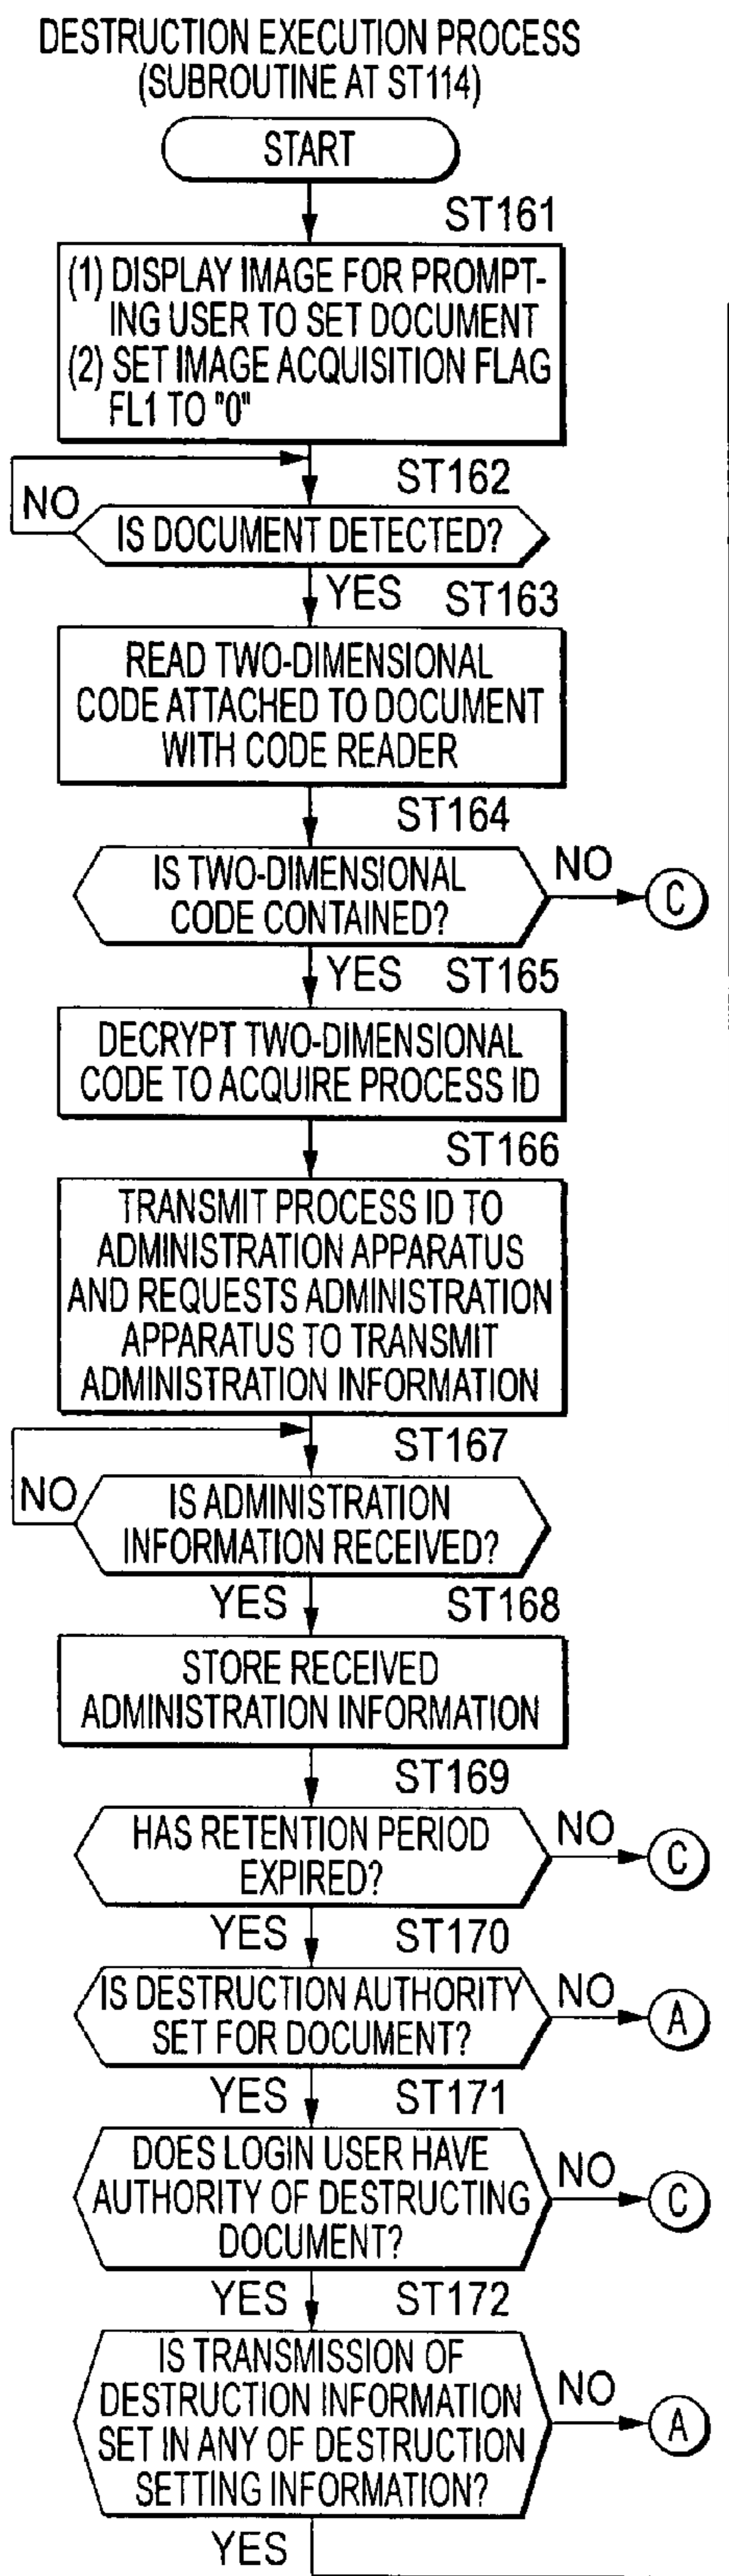 DESTRUCTION EXECUTION PROCESS
(SUBROUTINE AT ST114)
START
ST161
(1) DISPLAY IMAGE FOR PROMPT-
ING USER TO SET DOCUMENT
(2) SET IMAGE ACQUISITION FLAG
FL1 TO "0"
ST162
NO
IS DOCUMENT DETECTED?
YES
ST163
READ TWO-DIMENSIONAL
CODE ATTACHED TO DOCUMENT
WITH CODE READER
ST164
IS TWO-DIMENSIONAL
CODE CONTAINED?
NO
C
YES
ST165
DECRYPT TWO-DIMENSIONAL
CODE TO ACQUIRE PROCESS ID
ST166
TRANSMIT PROCESS ID TO
ADMINISTRATION APPARATUS
AND REQUESTS ADMINISTRATION
APPARATUS TO TRANSMIT
ADMINISTRATION INFORMATION
ST167
NO
IS ADMINISTRATION
INFORMATION RECEIVED?
YES
ST168
STORE RECEIVED
ADMINISTRATION INFORMATION
ST169
HAS RETENTION PERIOD
EXPIRED?
NO
C
YES
ST170
IS DESTRUCTION AUTHORITY
SET FOR DOCUMENT?
NO
A
YES
ST171
DOES LOGIN USER HAVE
AUTHORITY OF DESTRUCTING
DOCUMENT?
NO
C
YES
ST172
IS TRANSMISSION OF
DESTRUCTION INFORMATION
SET IN ANY OF DESTRUCTION
SETTING INFORMATION?
NO
A
YES